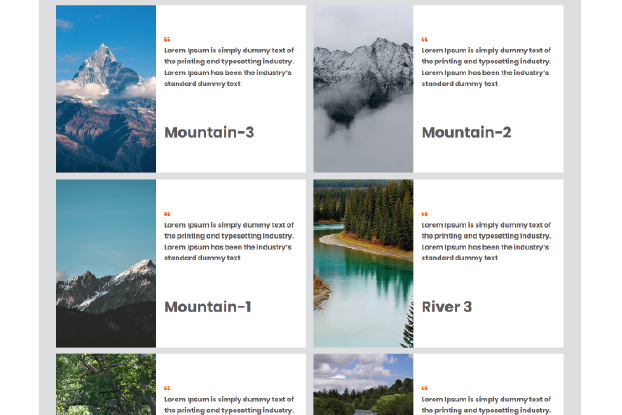 “
Lorem Ipsum is simply dummy text of
the printing and typesetting industry.
Lorem Ipsum has been the industry's
standard dummy text
Mountain-3
“
Lorem Ipsum is simply dummy text of
the printing and typesetting industry.
Lorem Ipsum has been the industry's
standard dummy text
Mountain-2
“
Lorem Ipsum is simply dummy text of
the printing and typesetting industry.
Lorem Ipsum has been the industry's
standard dummy text
Mountain-1
“
Lorem Ipsum is simply dummy text of
the printing and typesetting industry.
Lorem Ipsum has been the industry's
standard dummy text
River 3
“
Lorem Ipsum is simply dummy text of
the printing and typesetting industry.
“
Lorem Ipsum is simply dummy text of
the printing and typesetting industry.